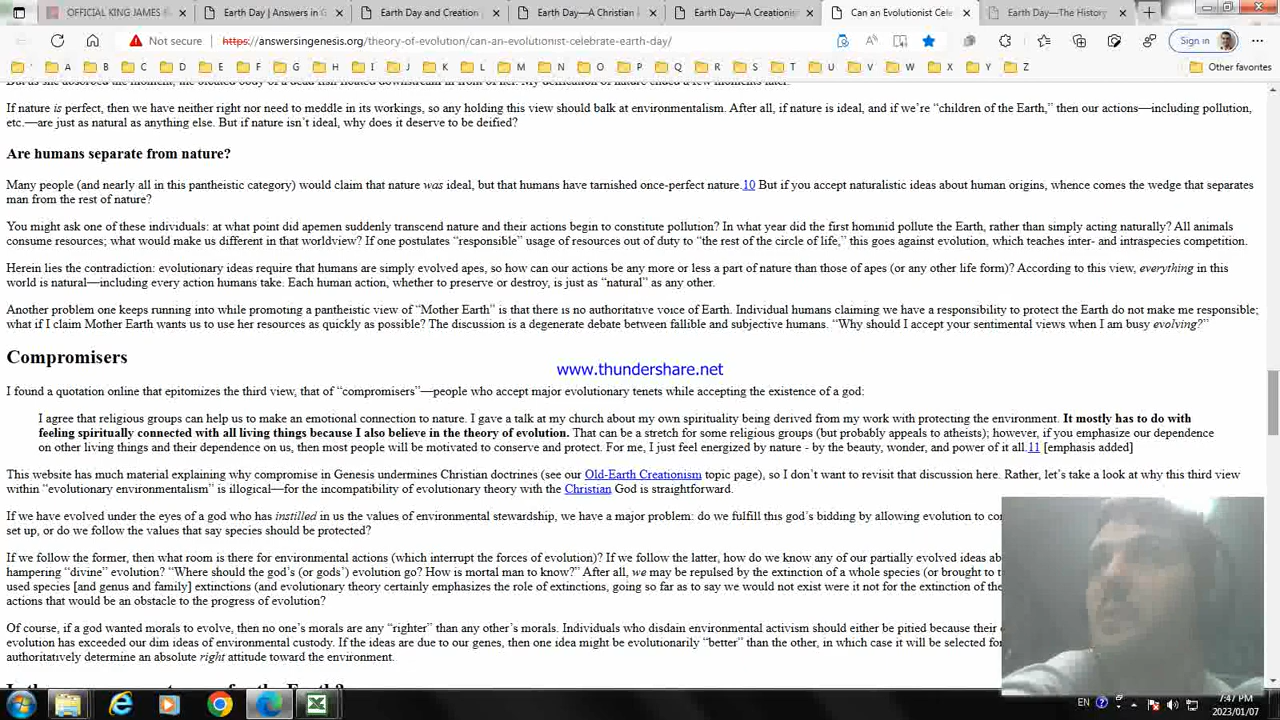 OFFICIAL KING JAMES
Earth Day | Answers in G
Earth Day and Creation
Earth Day—A Christian
Earth Day—A Creationis
Can an Evolutionist Cele
Earth Day—The History
Not secure
https://answersingenesis.org/theory-of-evolution/can-an-evolutionist-celebrate-earth-day/
Sign in
A B C D E F G H I J K L M N O P Q R S T U V W X Y Z Other favorites
If nature is perfect, then we have neither right nor need to meddle in its workings, so any holding this view should balk at environmentalism. After all, if nature is ideal, and if we're “children of the Earth,” then our actions—including pollution,
etc.—are just as natural as anything else. But if nature isn't ideal, why does it deserve to be deified?
Are humans separate from nature?
Many people (and nearly all in this pantheistic category) would claim that nature was ideal, but that humans have tarnished once-perfect nature.10 But if you accept naturalistic ideas about human origins, whence comes the wedge that separates
man from the rest of nature?
You might ask one of these individuals: at what point did apemen suddenly transcend nature and their actions begin to constitute pollution? In what year did the first hominid pollute the Earth, rather than simply acting naturally? All animals
consume resources; what would make us different in that worldview? If one postulates “responsible” usage of resources out of duty to “the rest of the circle of life,” this goes against evolution, which teaches inter- and intraspecies competition.
Herein lies the contradiction: evolutionary ideas require that humans are simply evolved apes, so how can our actions be any more or less a part of nature than those of apes (or any other life form)? According to this view, everything in this
world is natural—including every action humans take. Each human action, whether to preserve or destroy, is just as “natural” as any other.
Another problem one keeps running into while promoting a pantheistic view of “Mother Earth” is that there is no authoritative voice of Earth. Individual humans claiming we have a responsibility to protect the Earth do not make me responsible;
what if I claim Mother Earth wants us to use her resources as quickly as possible? The discussion is a degenerate debate between fallible and subjective humans. “Why should I accept your sentimental views when I am busy evolving?”
Compromisers
www.thundershare.net
I found a quotation online that epitomizes the third view, that of “compromisers”—people who accept major evolutionary tenets while accepting the existence of a god:
I agree that religious groups can help us to make an emotional connection to nature. I gave a talk at my church about my own spirituality being derived from my work with protecting the environment. It mostly has to do with
feeling spiritually connected with all living things because I also believe in the theory of evolution. That can be a stretch for some religious groups (but probably appeals to atheists); however, if you emphasize our dependence
on other living things and their dependence on us, then most people will be motivated to conserve and protect. For me, I just feel energized by nature - by the beauty, wonder, and power of it all.11 [emphasis added]
This website has much material explaining why compromise in Genesis undermines Christian doctrines (see our Old-Earth Creationism topic page), so I don't want to revisit that discussion here. Rather, let's take a look at why this third view
within “evolutionary environmentalism” is illogical—for the incompatibility of evolutionary theory with the Christian God is straightforward.
If we have evolved under the eyes of a god who has instilled in us the values of environmental stewardship, we have a major problem: do we fulfill this god's bidding by allowing evolution to
set up, or do we follow the values that say species should be protected?
If we follow the former, then what room is there for environmental actions (which interrupt the forces of evolution)? If we follow the latter, how do we know any of our partially evolved ideas
hampering “divine” evolution? “Where should the god's (or gods') evolution go? How is mortal man to know?” After all, we may be repulsed by the extinction of a whole species (or brought to
used species [and genus and family] extinctions (and evolutionary theory certainly emphasizes the role of extinctions, going so far as to say we would not exist were it not for the extinction of the
actions that would be an obstacle to the progress of evolution?
Of course, if a god wanted morals to evolve, then no one's morals are any “righter” than any other's morals. Individuals who disdain environmental activism should either be pitied because their
evolution has exceeded our dim ideas of environmental custody. If the ideas are due to our genes, then one idea might be evolutionarily “better” than the other, in which case it will be selected for
authoritatively determine an absolute right attitude toward the environment.
EN
7:47 PM
2023/01/07